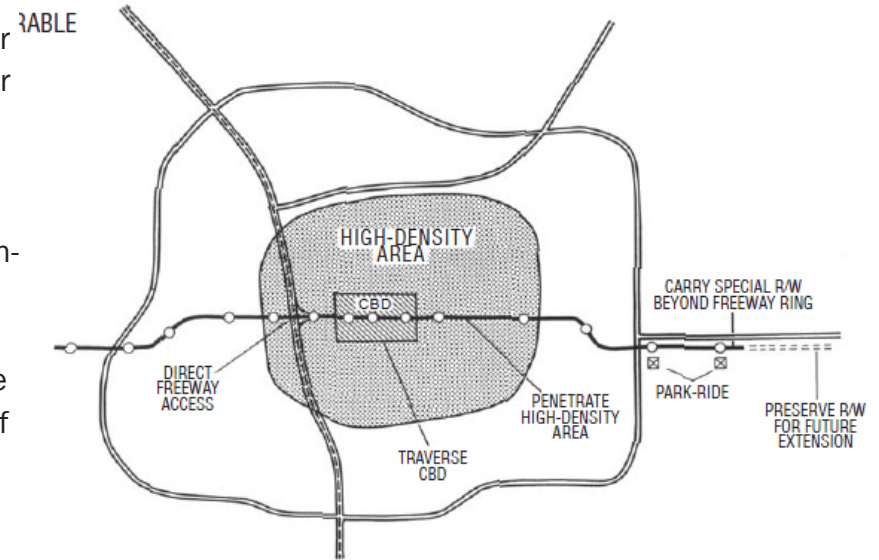 RABLE
r
r
n-
e
f
HIGH-DENSITY
AREA
CBD
CARRY SPECIAL R/W
BEYOND FREEWAY RING
DIRECT
FREEWAY
ACCESS
PENETRATE
HIGH-DENSITY
AREA
TRAVERSE
CBD
PARK-RIDE
PRESERVE R/W
FOR FUTURE
EXTENSION